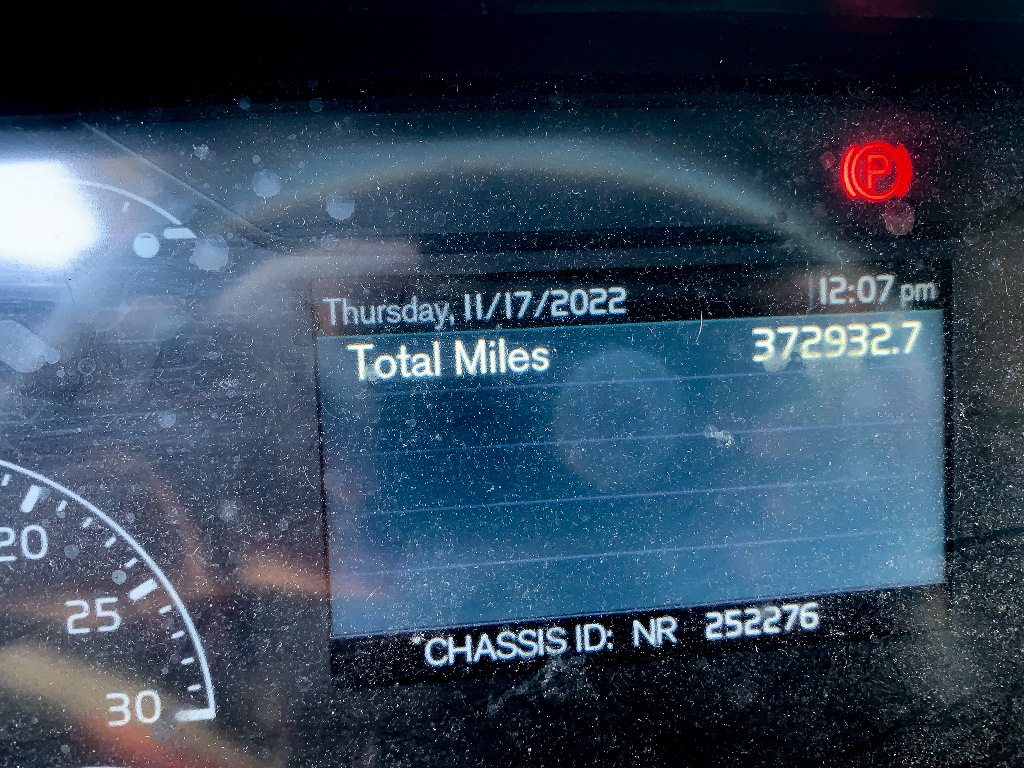 Thursday, 11/17/2022 12:07 pm
Total Miles 372932.7
*CHASSIS ID: NR 252276
P
20
25
30